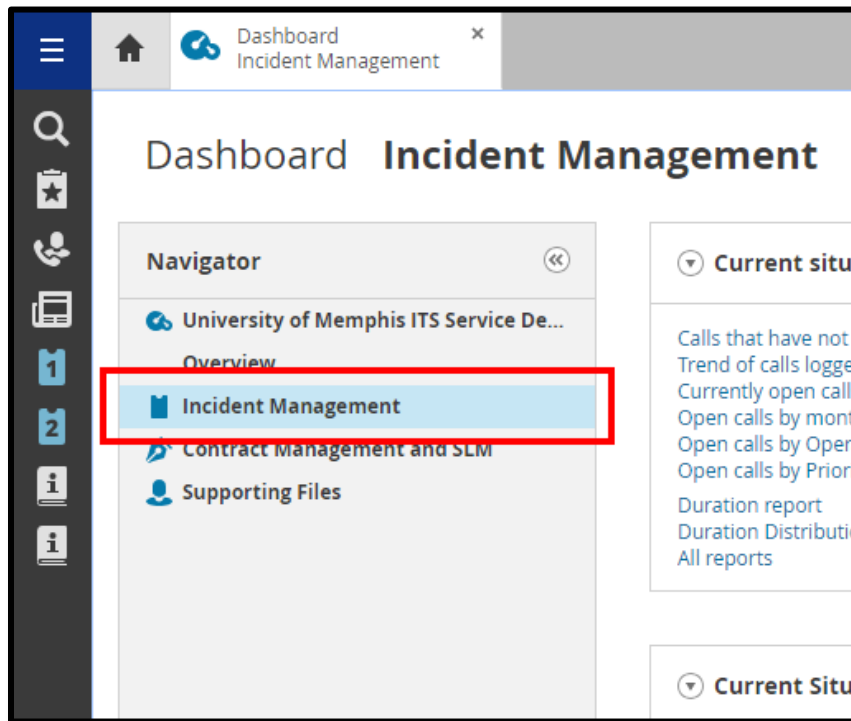 Dashboard
Incident Management
Dashboard Incident Management
Navigator
University of Memphis ITS Service De...
Overview
Incident Management
Contract Management and SLM
Supporting Files
1
2
i
i
Current situ
Calls that have not
Trend of calls logge
Currently open call
Open calls by mont
Open calls by Oper
Open calls by Prior
Duration report
Duration Distributi
All reports
Current Situ